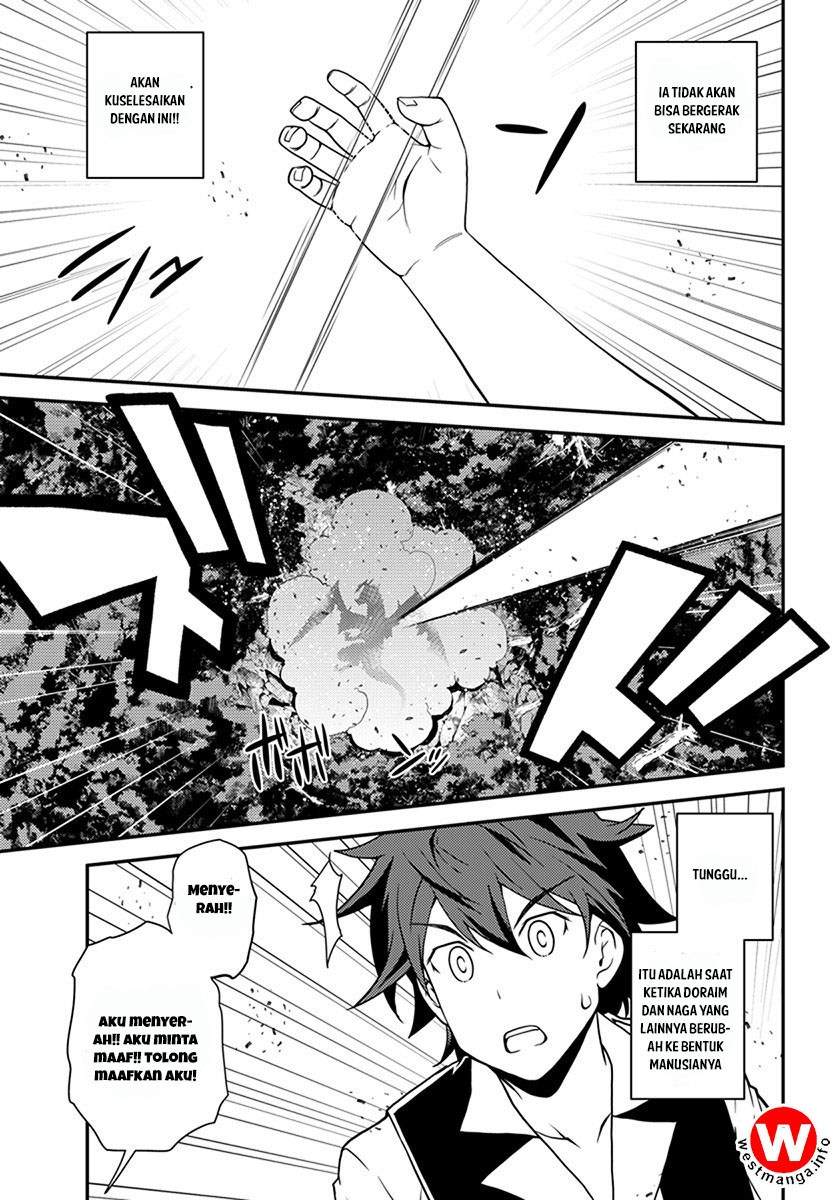 IA TIDAK AKAN
BISA BERGERAK
SEKARANG
AKAN
KUSELESAIKAN
DENGAN INI!!
TUNGGU...
ITU ADALAH SAAT
KETIKA DORAIM
DAN NAGA YANG
LAINNYA BERUB-
AH KE BENTUK
MANUSIANYA
MENYE-
RAH!!
AKU MENYER-
AH!! AKU MINTA
MAAF!! TOLONG
MAAFKAN AKU!
W
westmanga.info